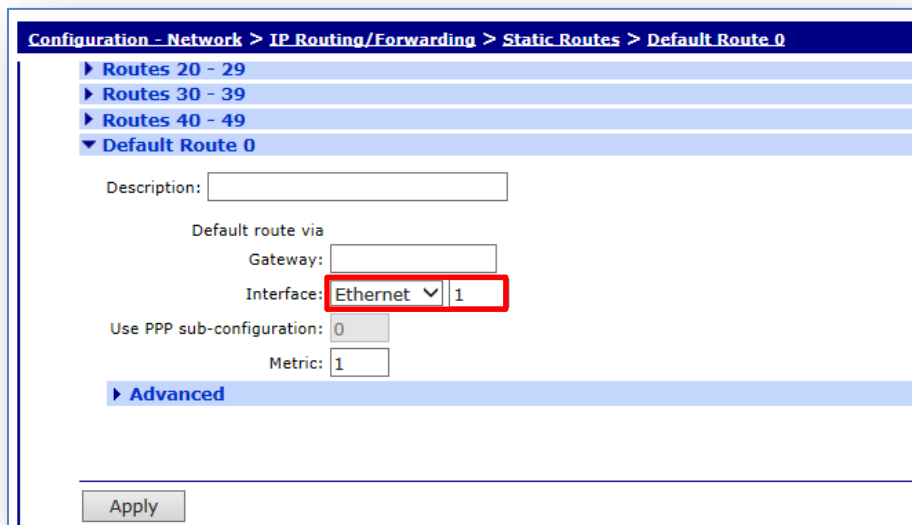 Configuration - Network > IP Routing/Forwarding > Static Routes > Default Route 0
Routes 20 - 29
Routes 30 - 39
Routes 40 - 49
Default Route 0
Description:
Default route via
Gateway:
Interface: Ethernet 1
Use PPP sub-configuration: 0
Metric: 1
Advanced
Apply